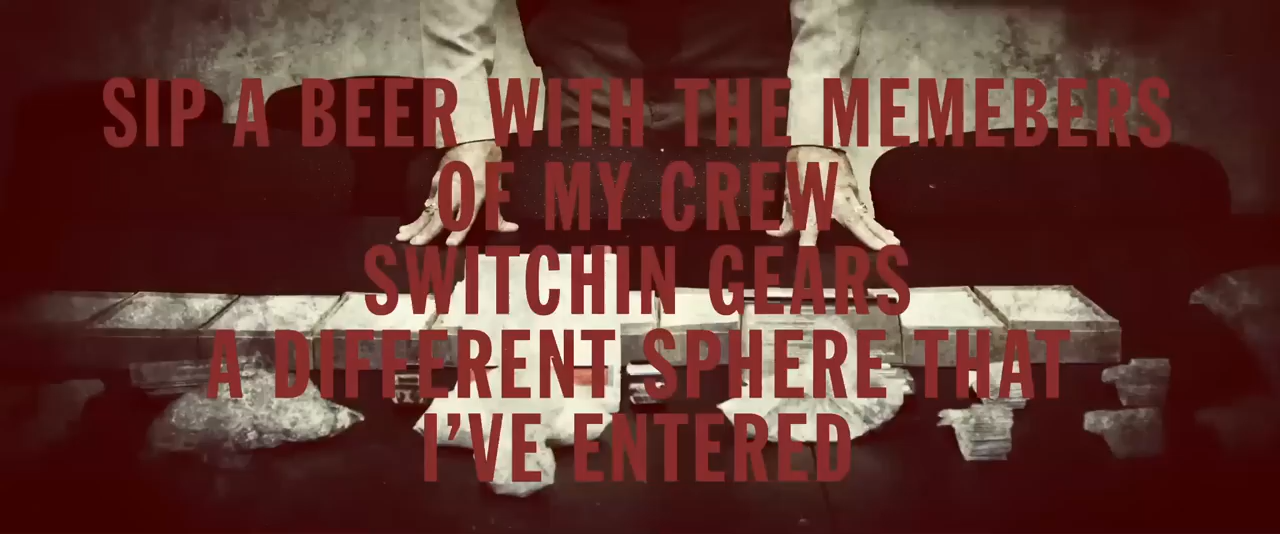 SIP A BEER WITH THE MEMEBERS
OF MY CREW
SWITCHIN GEARS
A DIFFERENT SPHERE THAT
I'VE ENTERED